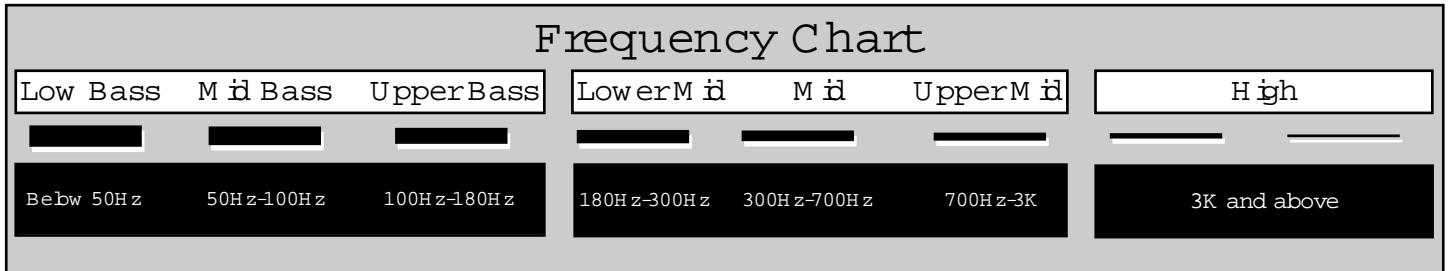 Frequency Chart
Low Bass Mid Bass Upper Bass Lower Mid Mid Upper Mid High
Below 50Hz 50Hz-100Hz 100Hz-180Hz 180Hz-300Hz 300Hz-700Hz 700Hz-3K 3K and above